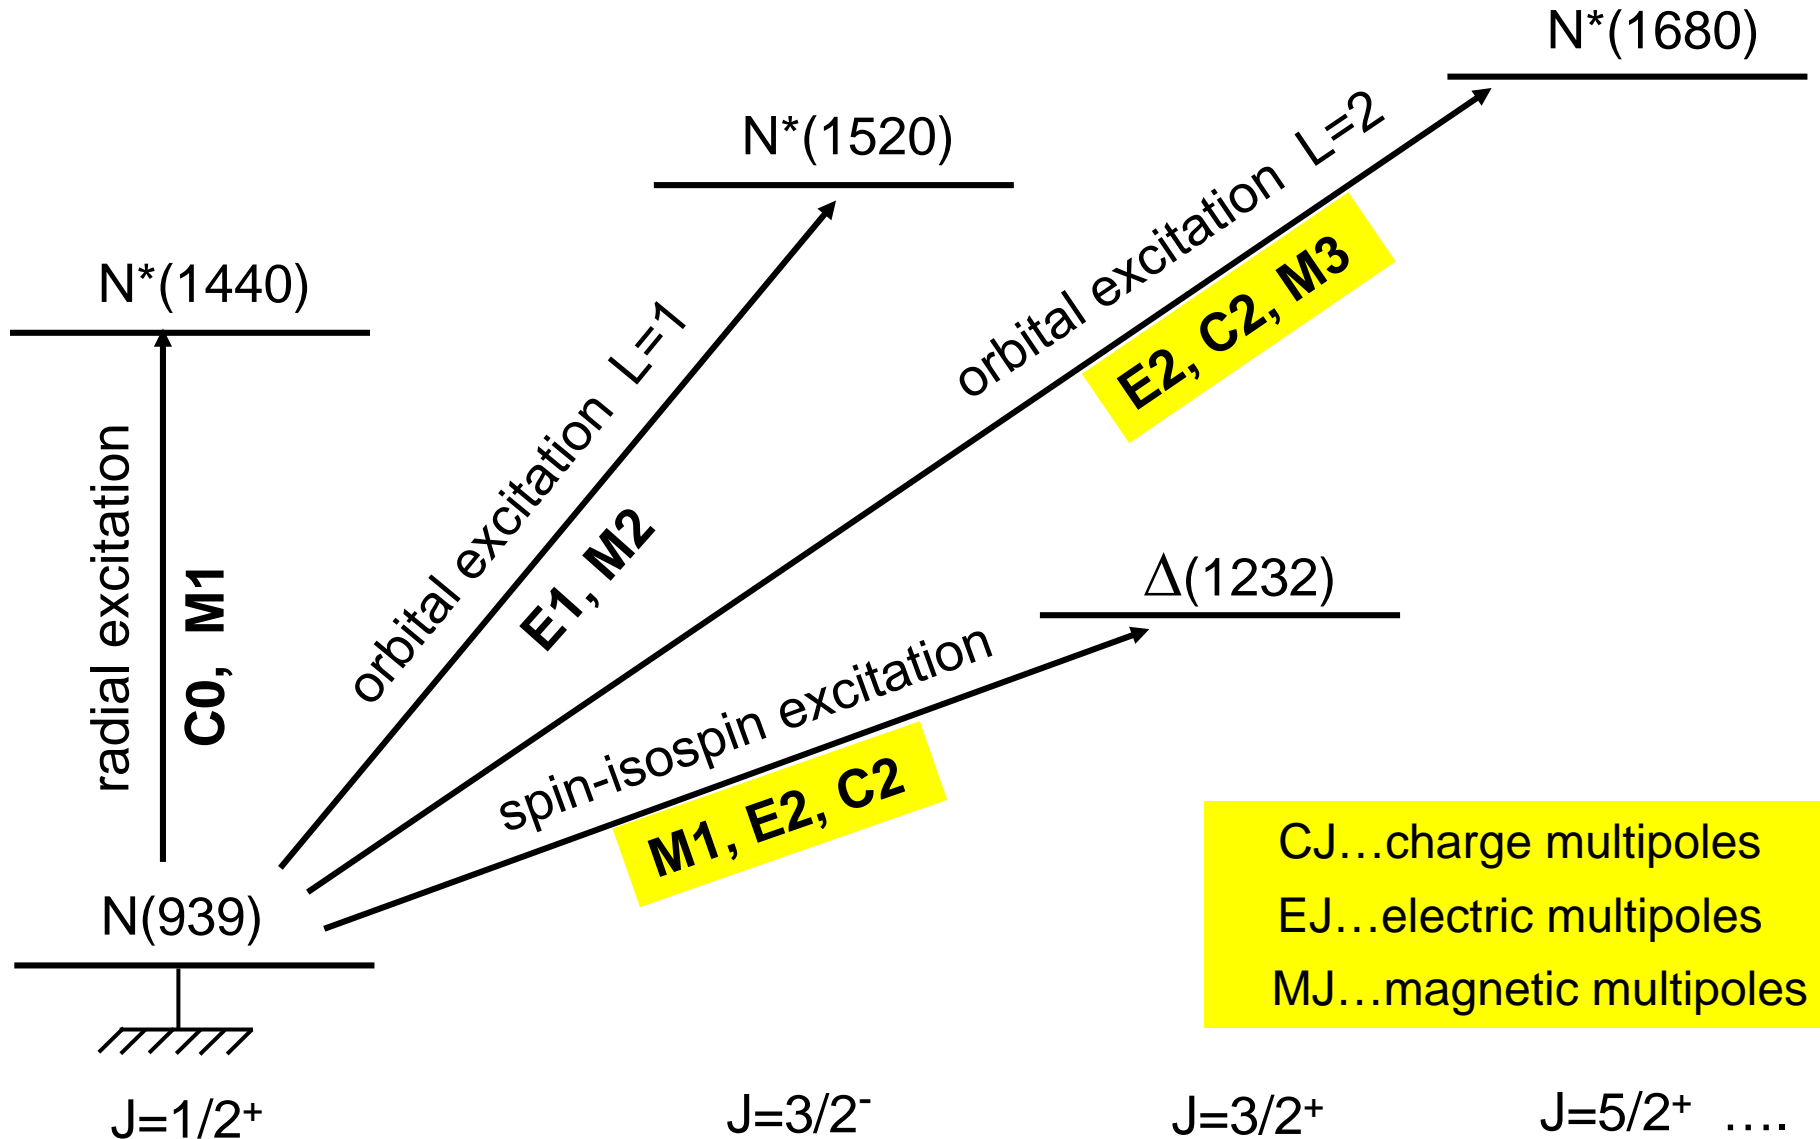 N*(1680)
N*(1520)
N*(1440)
Δ(1232)
N(939)
radial excitation
C0, M1
orbital excitation L=1
E1, M2
orbital excitation L=2
E2, C2, M3
spin-isospin excitation
M1, E2, C2
CJ…charge multipoles
EJ…electric multipoles
MJ…magnetic multipoles
J=1/2⁺
J=3/2⁻
J=3/2⁺
J=5/2⁺ ….